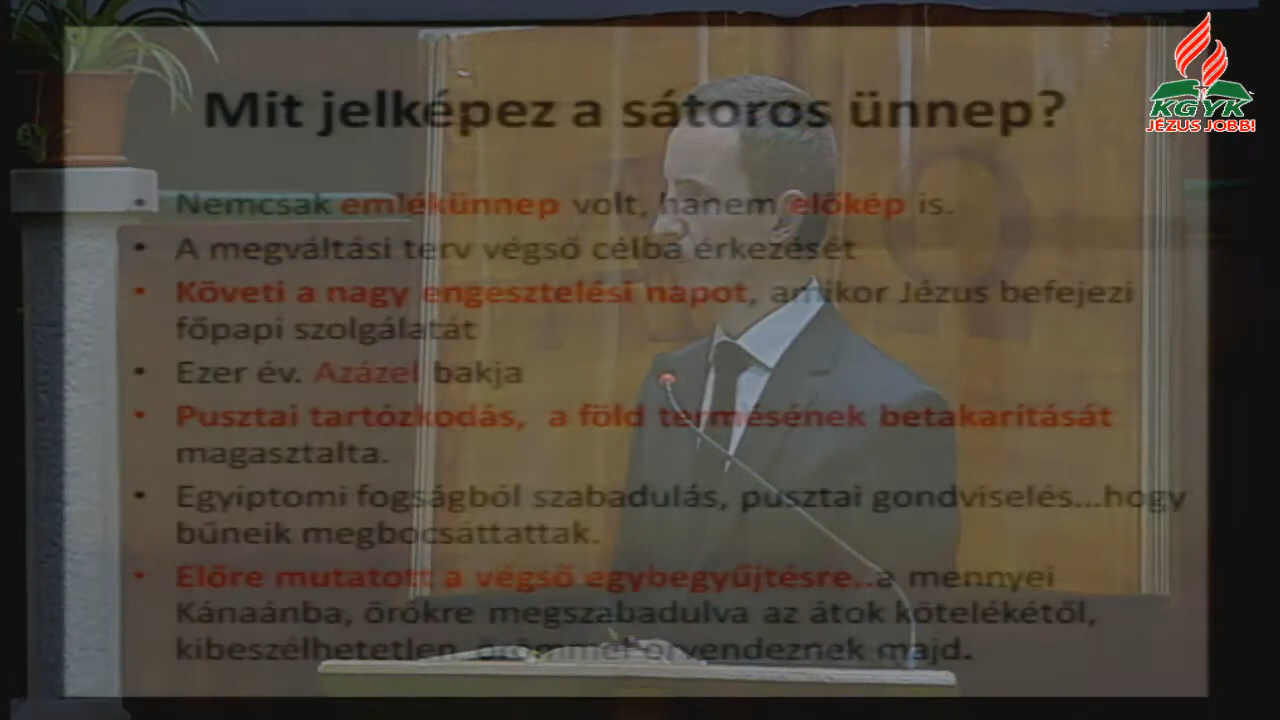 KGYK
JÉZUS JOBB!
Mit jelképez a sátoros ünnep?
• Nemcsak emlékünnep volt, hanem előkép is.
• A megváltási terv végső célba érkezését
• Követi a nagy engesztelési napot, amikor Jézus befejezi
főpapi szolgálatát
• Ezer év. Azázel bakja
• Pusztai tartózkodás, a föld termésének betakarítását
magasztalta.
• Egyiptomi fogságból szabadulás, pusztai gondviselés...hogy
bűneik megbocsáttattak.
• Előre mutatott a végső egybegyűjtésre..a mennyei
Kánaánba, örökre megszabadulva az átok kötelékétől,
kibeszélhetetlen örömmel örvendeznek majd.